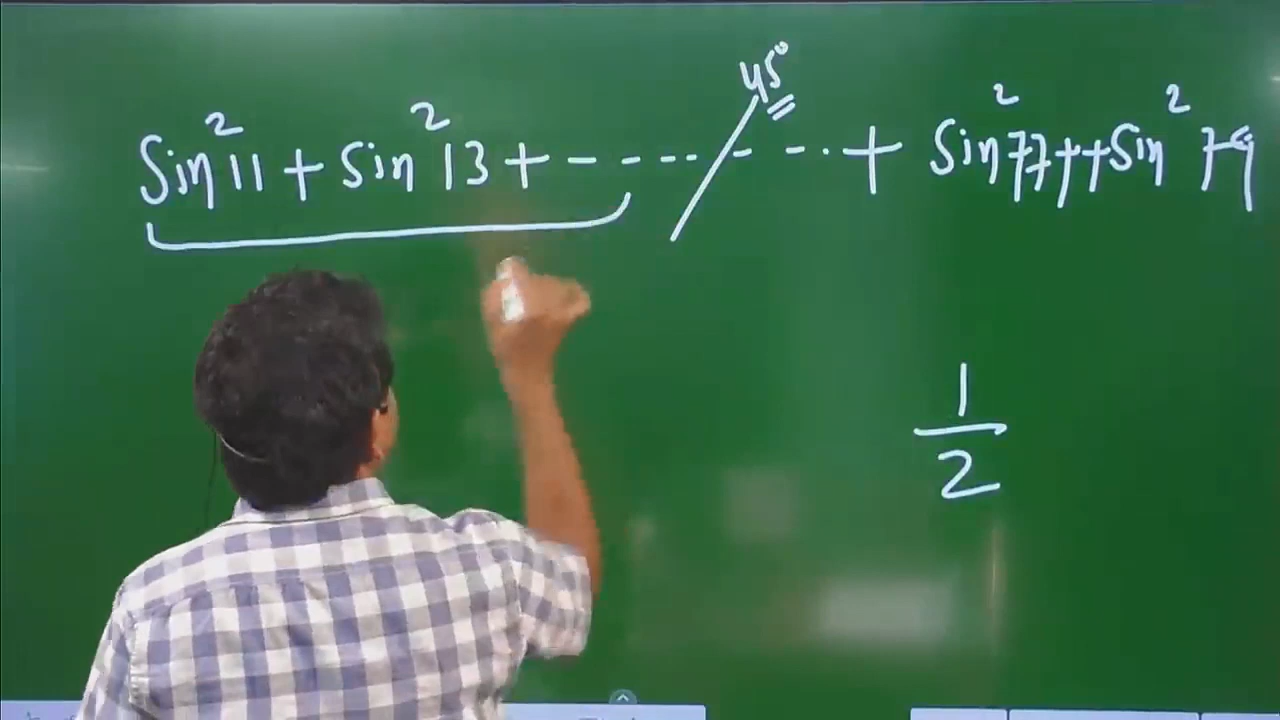 45°
Sin²11 + Sin²13 + - - - - - - - + Sin²77 + + Sin²79
1
2